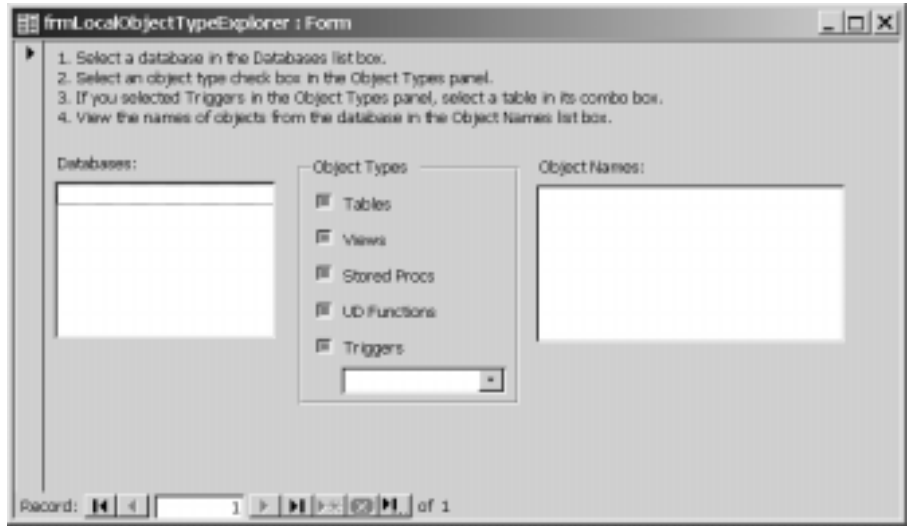 frmLocalObjectTypeExplorer : Form
1. Select a database in the Databases list box.
2. Select an object type check box in the Object Types panel.
3. If you selected Triggers in the Object Types panel, select a table in its combo box.
4. View the names of objects from the database in the Object Names list box.
Databases:
Object Types
Object Names:
Tables
Views
Stored Procs
UD Functions
Triggers
Record: 1 of 1